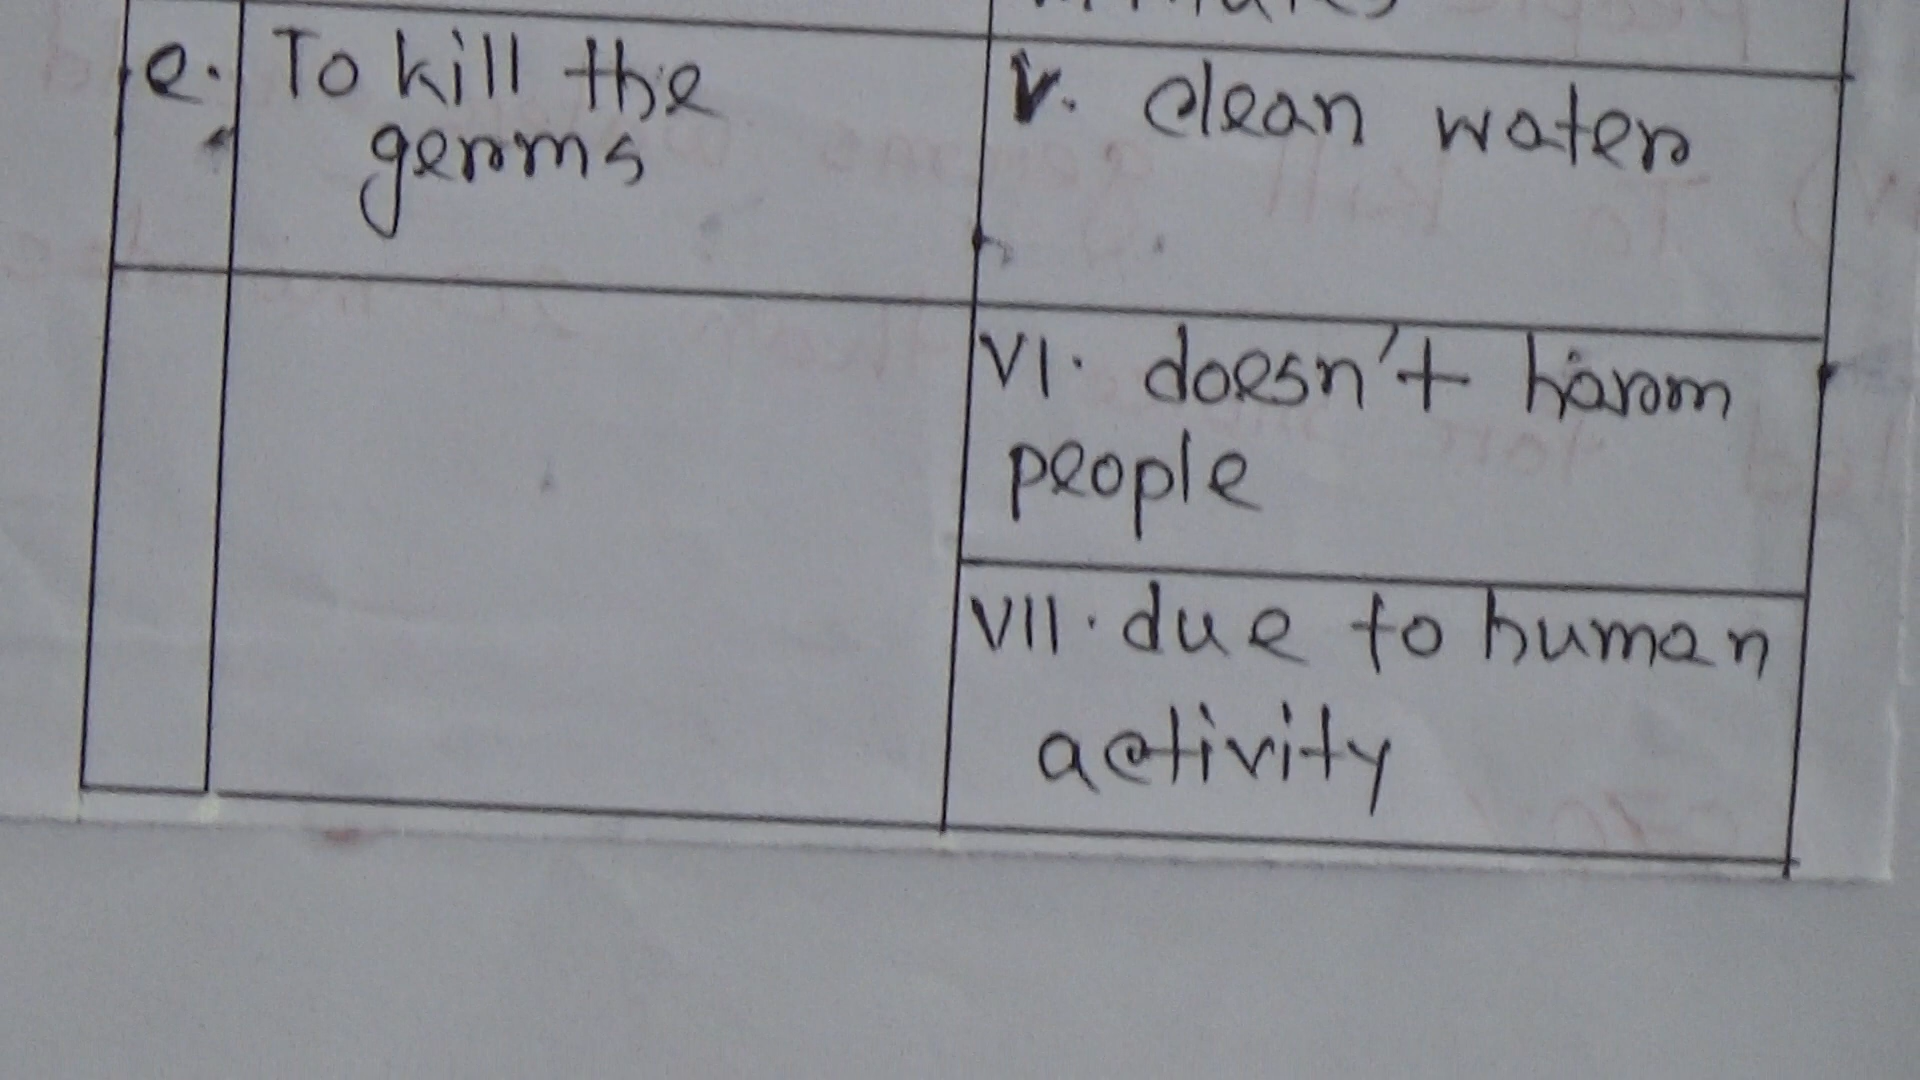 e. To kill the
germs
v. clean water
VI. doesn't harm
people
VII. due to human
activity